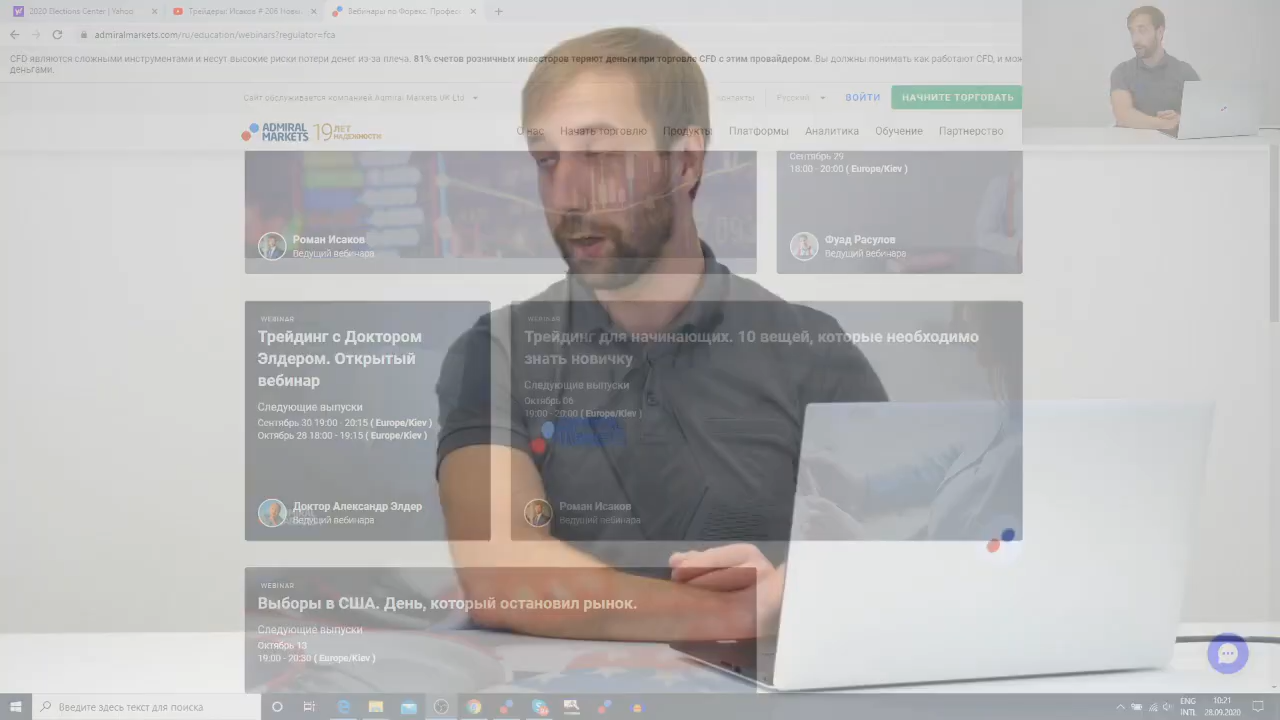 2020 Elections Center | Yahoo
Трейдеры: Исаков # 206 Новы
Вебинары по Форекс. Професс
admiralmarkets.com/ru/education/webinars?regulator=fca
CFD являются сложными инструментами и несут высокие риски потери денег из-за плеча. 81% счетов розничных инвесторов теряют деньги при торговле CFD с этим провайдером. Вы должны понимать как работают CFD, и мож
деньгами.
Сайт обслуживается компанией Admiral Markets UK Ltd
Контакты
Русский
ВОЙТИ
НАЧНИТЕ ТОРГОВАТЬ
ADMIRAL MARKETS
19 ЛЕТ НАДЕЖНОСТИ
О нас
Начать торговлю
Продукты
Платформы
Аналитика
Обучение
Партнерство
Сентябрь 29
18:00 - 20:00 ( Europe/Kiev )
Роман Исаков
Ведущий вебинара
Фуад Расулов
Ведущий вебинара
WEBINAR
Трейдинг с Доктором
Элдером. Открытый
вебинар
Следующие выпуски
Сентябрь 30 19:00 - 20:15 ( Europe/Kiev )
Октябрь 28 18:00 - 19:15 ( Europe/Kiev )
Доктор Александр Элдер
Ведущий вебинара
WEBINAR
Трейдинг для начинающих. 10 вещей, которые необходимо
знать новичку
Следующие выпуски
Октябрь 06
19:00 - 20:00 ( Europe/Kiev )
Роман Исаков
Ведущий вебинара
WEBINAR
Выборы в США. День, который остановил рынок.
Следующие выпуски
Октябрь 13
19:00 - 20:30 ( Europe/Kiev )
Введите здесь текст для поиска
ENG
INTL
10:21
28.09.2020